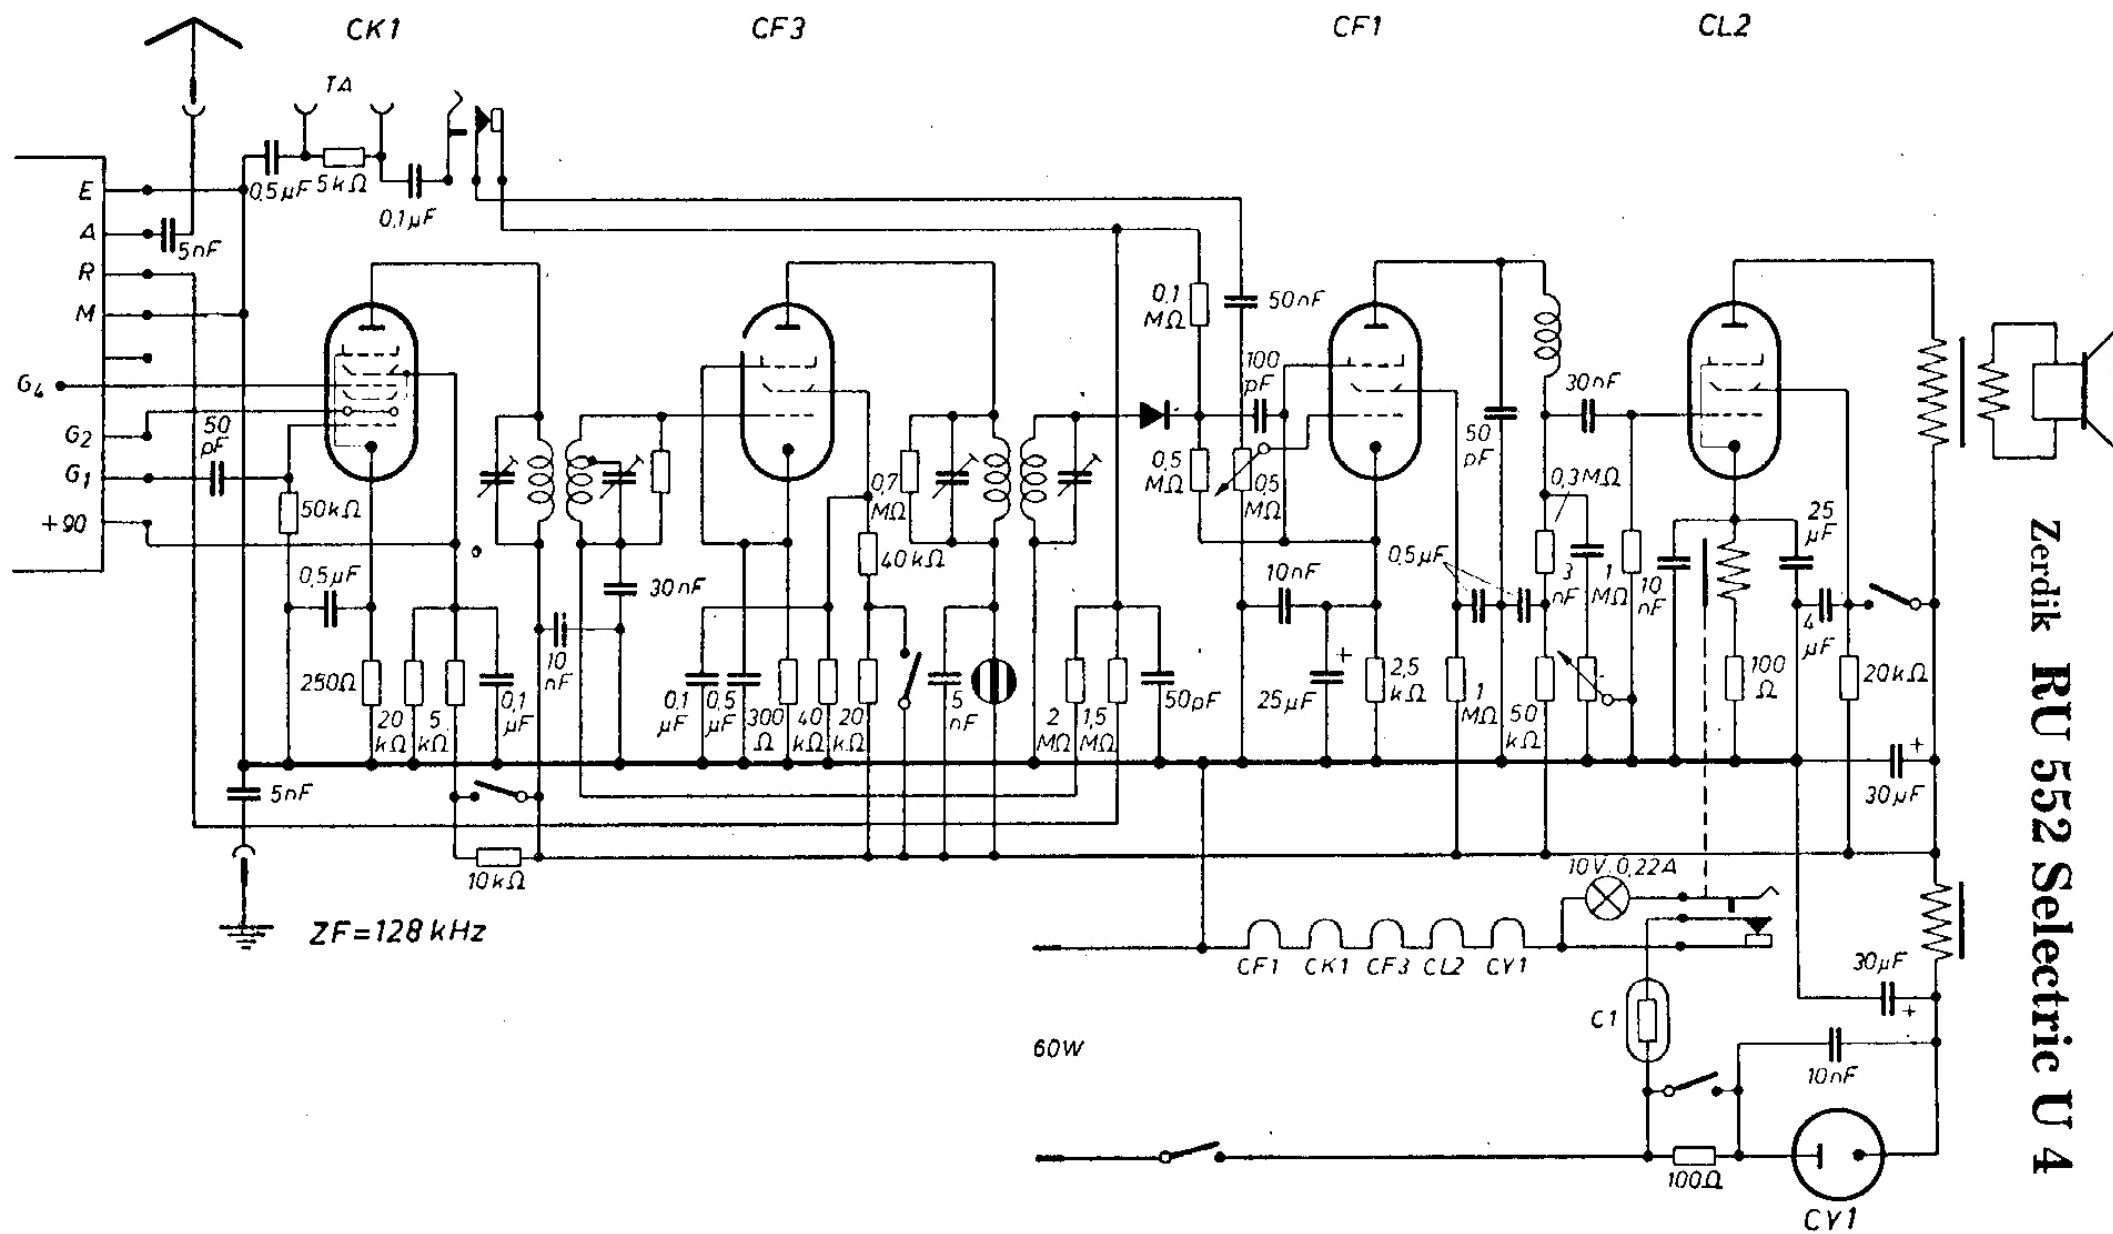 CK1
CF3
CF1
CL2
TA
E
0,5µF
5kΩ
0,1µF
A
5nF
R
M
G4
G2
50
pF
G1
50kΩ
+90
0,5µF
250Ω
20
kΩ
5
kΩ
0,1
µF
10
nF
30nF
0,1
µF
0,5
µF
300
Ω
40
kΩ
20
kΩ
0,7
MΩ
40kΩ
5
nF
2
MΩ
1,5
MΩ
50pF
0,1
MΩ
50nF
100
pF
0,5
MΩ
0,5
MΩ
10nF
25µF
+
2,5
kΩ
50
pF
0,5µF
1
MΩ
50
kΩ
30nF
0,3MΩ
3
nF
1
MΩ
10
nF
25
µF
4
µF
100
Ω
20kΩ
+
30µF
5nF
10kΩ
ZF=128kHz
10V.0,22A
CF1
CK1
CF3
CL2
CY1
30µF
+
C1
60W
10nF
100Ω
CY1
Zerdik RU 552 Selectric U 4